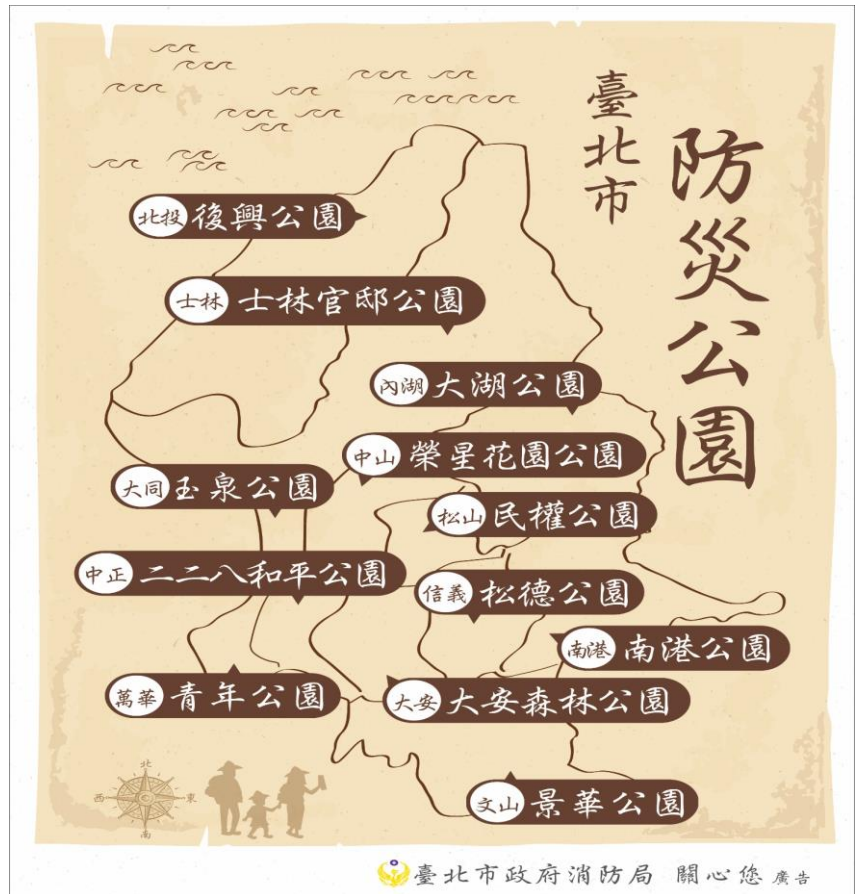 臺北市
防災公園
北投 後興公園
士林 士林官邸公園
內湖 大湖公園
中山 榮星花園公園
大同 玉泉公園
松山 民權公園
中正 二二八和平公園
信義 松德公園
南港 南港公園
萬華 青年公園
大安 大安森林公園
文山 景華公園
北
西 東
南
臺北市政府消防局 關心您 廣告